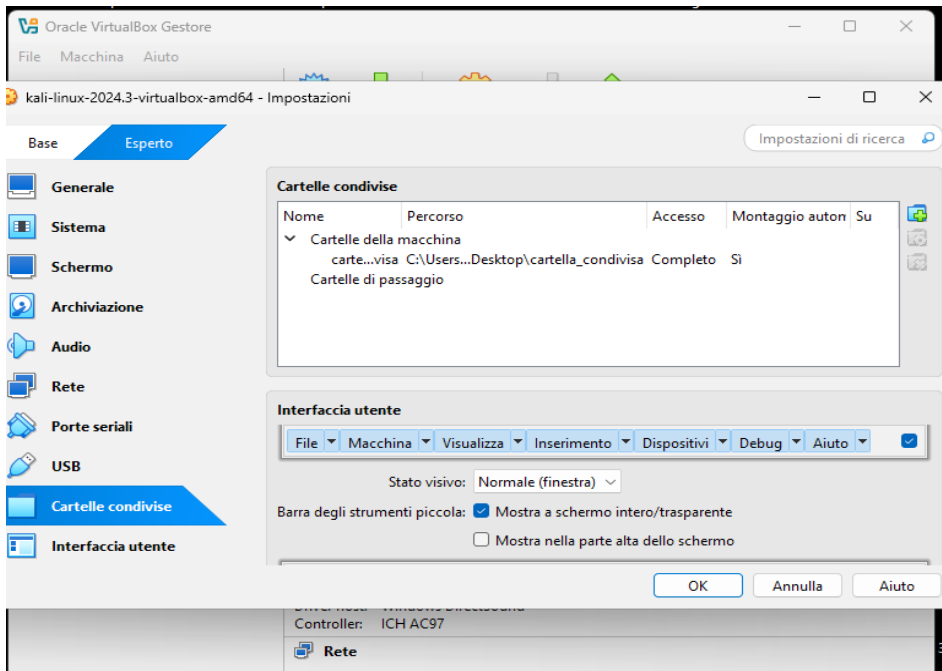 Oracle VirtualBox Gestore
File Macchina Aiuto
kali-linux-2024.3-virtualbox-amd64 - Impostazioni
Base Esperto
Impostazioni di ricerca
Generale
Sistema
Schermo
Archiviazione
Audio
Rete
Porte seriali
USB
Cartelle condivise
Interfaccia utente
Cartelle condivise
Nome Percorso Accesso Montaggio auton Su
Cartelle della macchina
carte...visa C:\Users...Desktop\cartella_condivisa Completo Sì
Cartelle di passaggio
Interfaccia utente
File Macchina Visualizza Inserimento Dispositivi Debug Aiuto
Stato visivo: Normale (finestra)
Barra degli strumenti piccola: Mostra a schermo intero/trasparente
Mostra nella parte alta dello schermo
OK Annulla Aiuto
Controller: ICH AC97
Rete